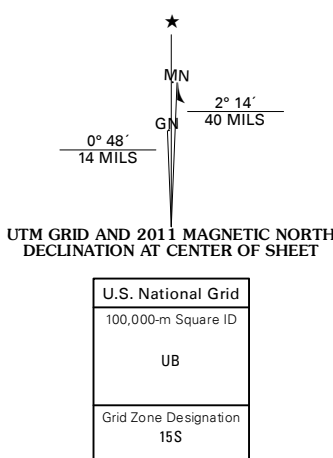 ★
MN
2° 14´
40 MILS
GN
0° 48´
14 MILS
UTM GRID AND 2011 MAGNETIC NORTH
DECLINATION AT CENTER OF SHEET
U.S. National Grid
100,000-m Square ID
UB
Grid Zone Designation
15S